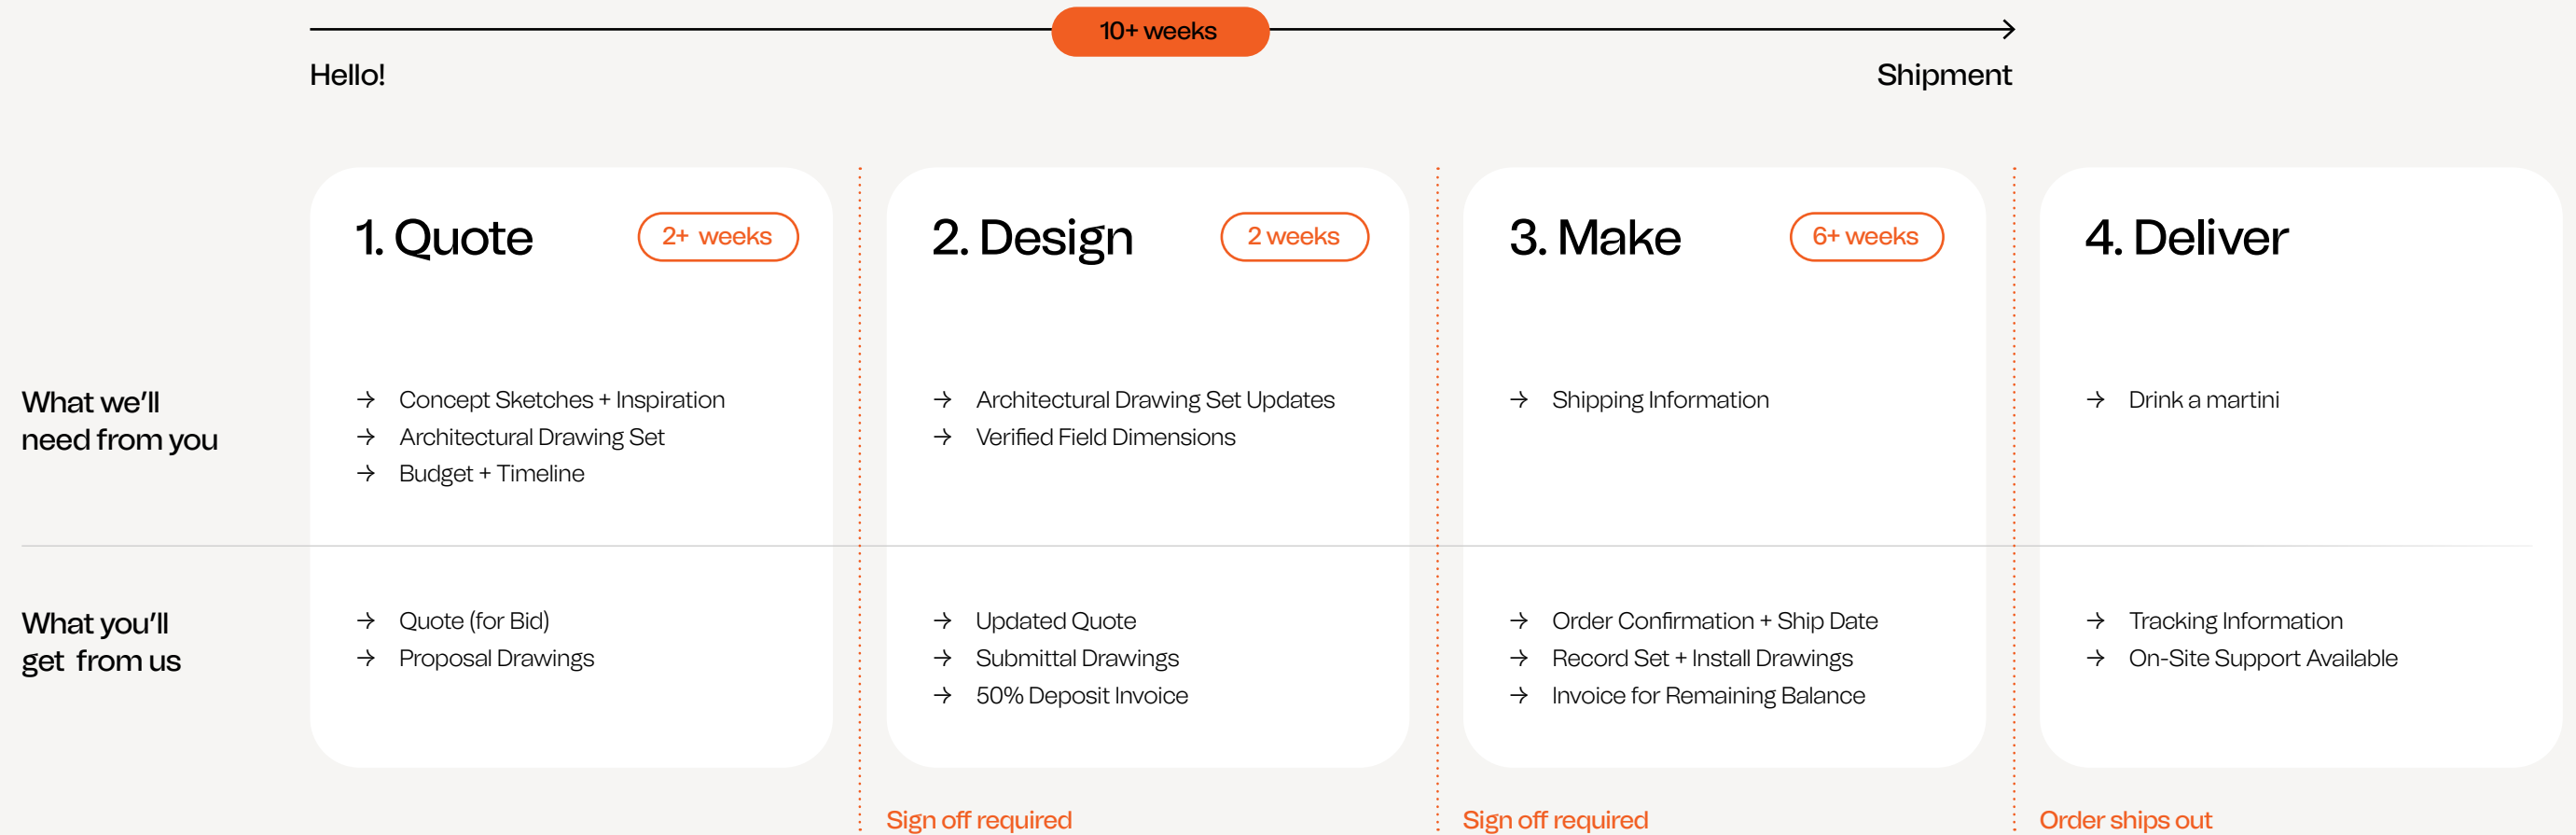 10+ weeks
Hello!
Shipment
1. Quote
2+ weeks
2. Design
2 weeks
3. Make
6+ weeks
4. Deliver
What we'll
need from you
→ Concept Sketches + Inspiration
→ Architectural Drawing Set
→ Budget + Timeline
→ Architectural Drawing Set Updates
→ Verified Field Dimensions
→ Shipping Information
→ Drink a martini
What you'll
get from us
→ Quote (for Bid)
→ Proposal Drawings
→ Updated Quote
→ Submittal Drawings
→ 50% Deposit Invoice
→ Order Confirmation + Ship Date
→ Record Set + Install Drawings
→ Invoice for Remaining Balance
→ Tracking Information
→ On-Site Support Available
Sign off required
Sign off required
Order ships out